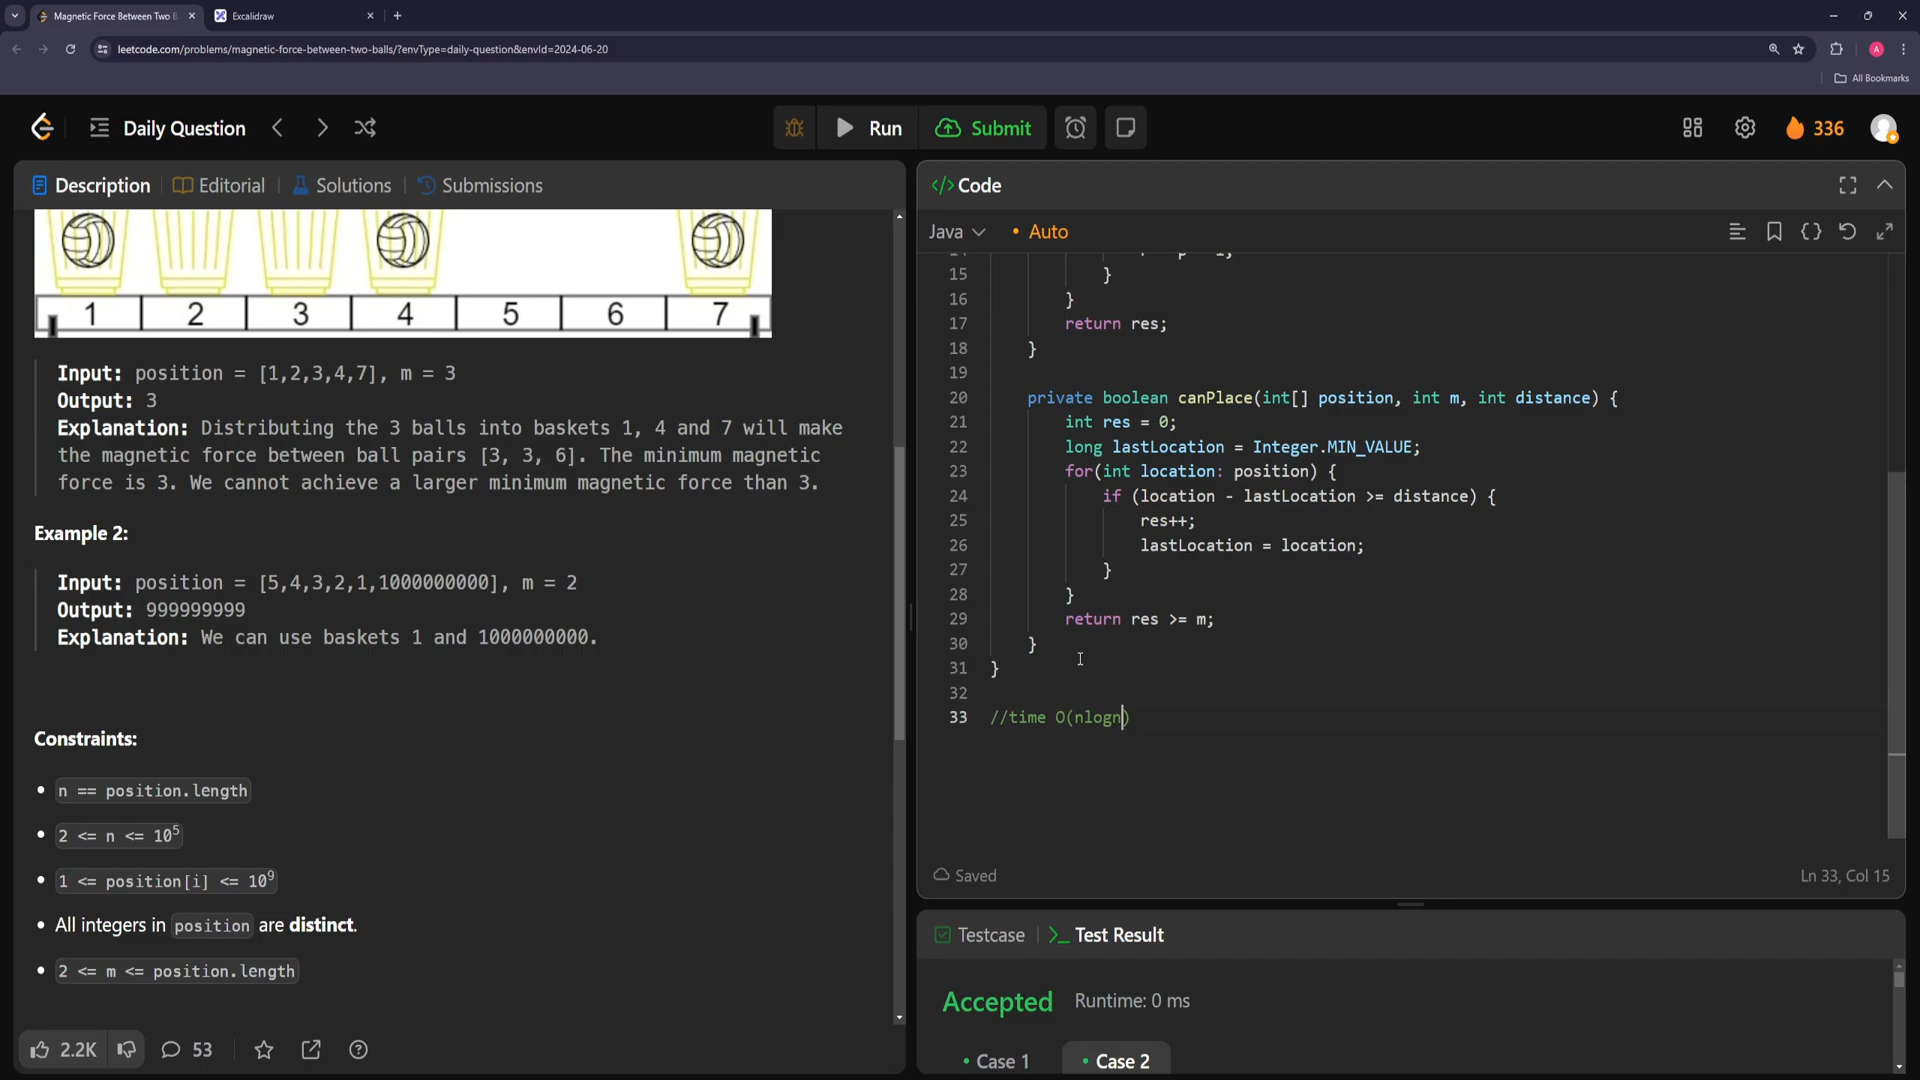 Magnetic Force Between Two B
Excalidraw
leetcode.com/problems/magnetic-force-between-two-balls/?envType=daily-question&envId=2024-06-20
A
All Bookmarks
Daily Question
Run
Submit
336
Description
Editorial
Solutions
Submissions
1 2 3 4 5 6 7
Input: position = [1,2,3,4,7], m = 3
Output: 3
Explanation: Distributing the 3 balls into baskets 1, 4 and 7 will make
the magnetic force between ball pairs [3, 3, 6]. The minimum magnetic
force is 3. We cannot achieve a larger minimum magnetic force than 3.
Example 2:
Input: position = [5,4,3,2,1,1000000000], m = 2
Output: 999999999
Explanation: We can use baskets 1 and 1000000000.
Constraints:
• n == position.length
• 2 <= n <= 10^5
• 1 <= position[i] <= 10^9
• All integers in position are distinct.
• 2 <= m <= position.length
2.2K
53
</> Code
Java
• Auto
15 }
16 }
17 return res;
18 }
19
20 private boolean canPlace(int[] position, int m, int distance) {
21 int res = 0;
22 long lastLocation = Integer.MIN_VALUE;
23 for(int location: position) {
24 if (location - lastLocation >= distance) {
25 res++;
26 lastLocation = location;
27 }
28 }
29 return res >= m;
30 }
31 }
32
33 //time O(nlogn)
Saved
Ln 33, Col 15
Testcase
Test Result
Accepted
Runtime: 0 ms
• Case 1
• Case 2